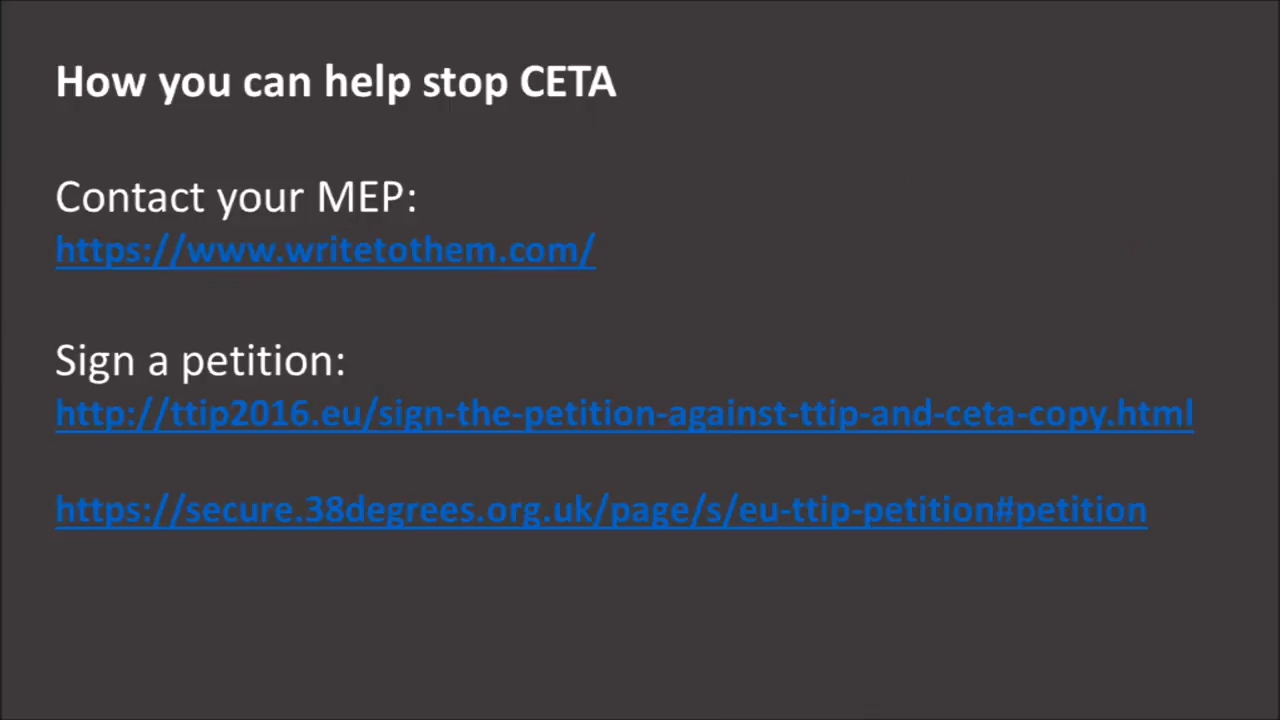 How you can help stop CETA
Contact your MEP:
https://www.writetothem.com/
Sign a petition:
http://ttip2016.eu/sign-the-petition-against-ttip-and-ceta-copy.html
https://secure.38degrees.org.uk/page/s/eu-ttip-petition#petition